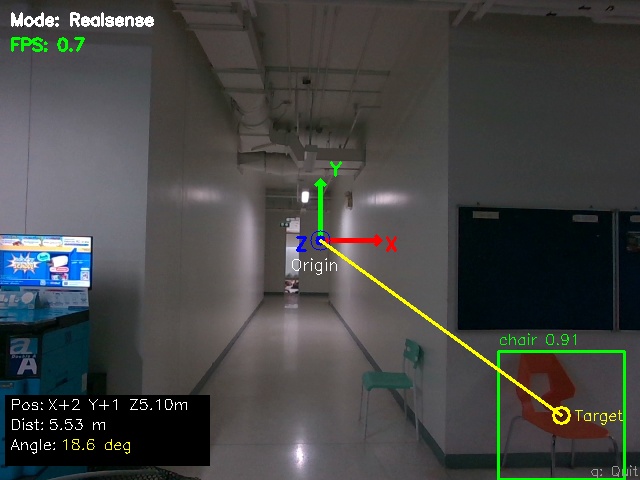 Mode: Realsense
FPS: 0.7
Y
Z
X
Origin
chair 0.91
a
A
Target
Pos: X+2 Y+1 Z5.10m
Dist: 5.53 m
Angle: 18.6 deg
q: Quit